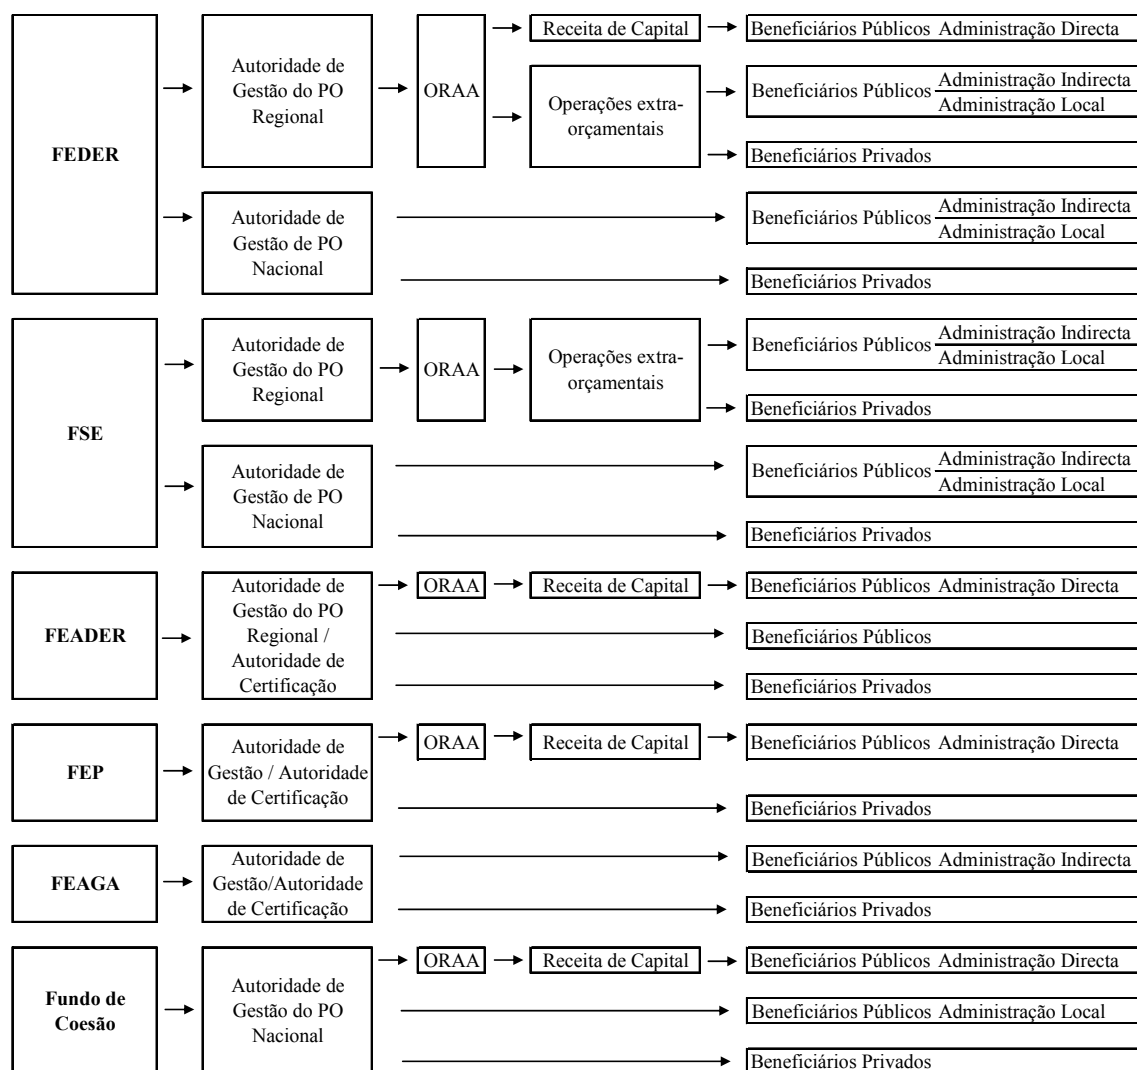 FEDER
Autoridade de
Gestão do PO
Regional
ORAA
Receita de Capital
Beneficiários Públicos Administração Directa
Operações extra-
orçamentais
Beneficiários Públicos
Administração Indirecta
Administração Local
Beneficiários Privados
Autoridade de
Gestão de PO
Nacional
Beneficiários Públicos
Administração Indirecta
Administração Local
Beneficiários Privados
FSE
Autoridade de
Gestão do PO
Regional
ORAA
Operações extra-
orçamentais
Beneficiários Públicos
Administração Indirecta
Administração Local
Beneficiários Privados
Autoridade de
Gestão de PO
Nacional
Beneficiários Públicos
Administração Indirecta
Administração Local
Beneficiários Privados
FEADER
Autoridade de
Gestão do PO
Regional /
Autoridade de
Certificação
ORAA
Receita de Capital
Beneficiários Públicos Administração Directa
Beneficiários Públicos
Beneficiários Privados
FEP
Autoridade de
Gestão / Autoridade
de Certificação
ORAA
Receita de Capital
Beneficiários Públicos Administração Directa
Beneficiários Privados
FEAGA
Autoridade de
Gestão/Autoridade
de Certificação
Beneficiários Públicos Administração Indirecta
Beneficiários Privados
Fundo de
Coesão
Autoridade de
Gestão do PO
Nacional
ORAA
Receita de Capital
Beneficiários Públicos Administração Directa
Beneficiários Públicos Administração Local
Beneficiários Privados